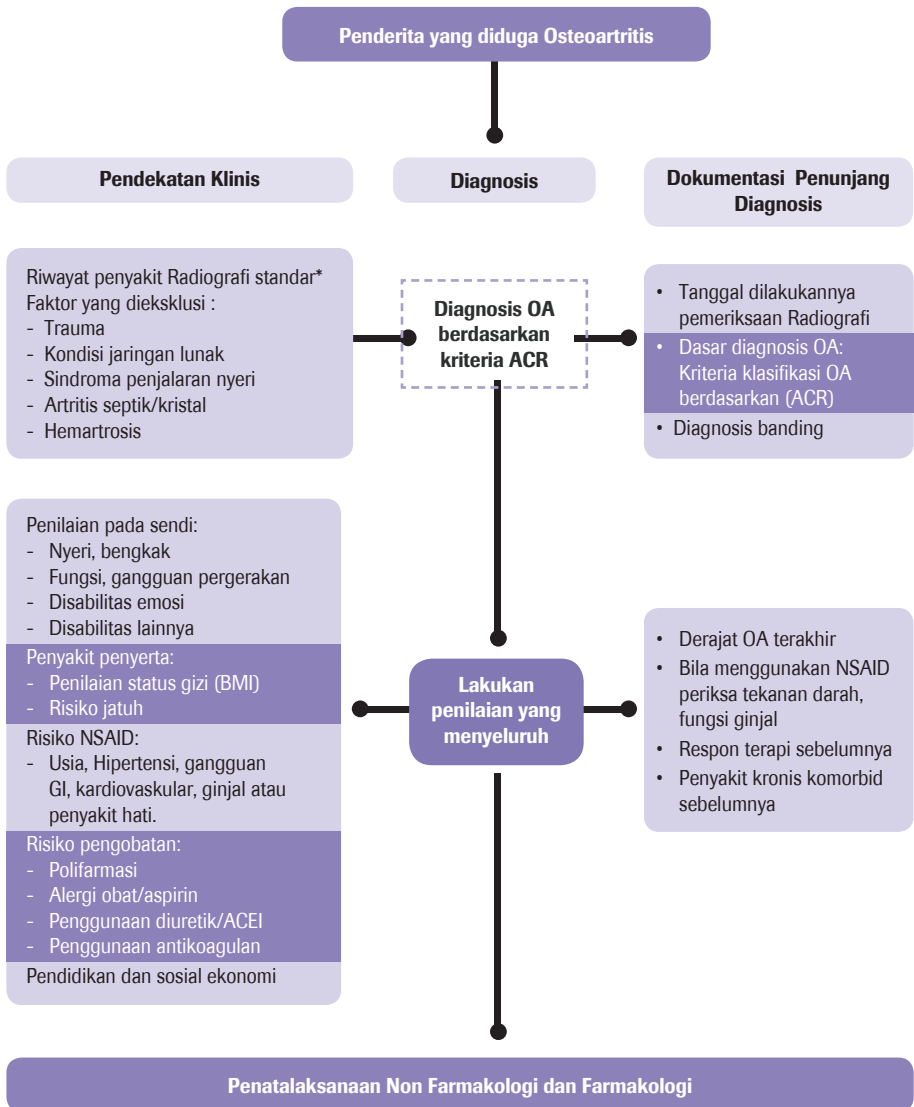 Penderita yang diduga Osteoartritis
Pendekatan Klinis
Diagnosis
Dokumentasi Penunjang
Diagnosis
Riwayat penyakit Radiografi standar*
Faktor yang dieksklusi :
- Trauma
- Kondisi jaringan lunak
- Sindroma penjalaran nyeri
- Artritis septik/kristal
- Hemartrosis
Diagnosis OA
berdasarkan
kriteria ACR
• Tanggal dilakukannya
pemeriksaan Radiografi
• Dasar diagnosis OA:
Kriteria klasifikasi OA
berdasarkan (ACR)
• Diagnosis banding
Penilaian pada sendi:
- Nyeri, bengkak
- Fungsi, gangguan pergerakan
- Disabilitas emosi
- Disabilitas lainnya
Penyakit penyerta:
- Penilaian status gizi (BMI)
- Risiko jatuh
Risiko NSAID:
- Usia, Hipertensi, gangguan
GI, kardiovaskular, ginjal atau
penyakit hati.
Risiko pengobatan:
- Polifarmasi
- Alergi obat/aspirin
- Penggunaan diuretik/ACEI
- Penggunaan antikoagulan
Pendidikan dan sosial ekonomi
Lakukan
penilaian yang
menyeluruh
• Derajat OA terakhir
• Bila menggunakan NSAID
periksa tekanan darah,
fungsi ginjal
• Respon terapi sebelumnya
• Penyakit kronis komorbid
sebelumnya
Penatalaksanaan Non Farmakologi dan Farmakologi